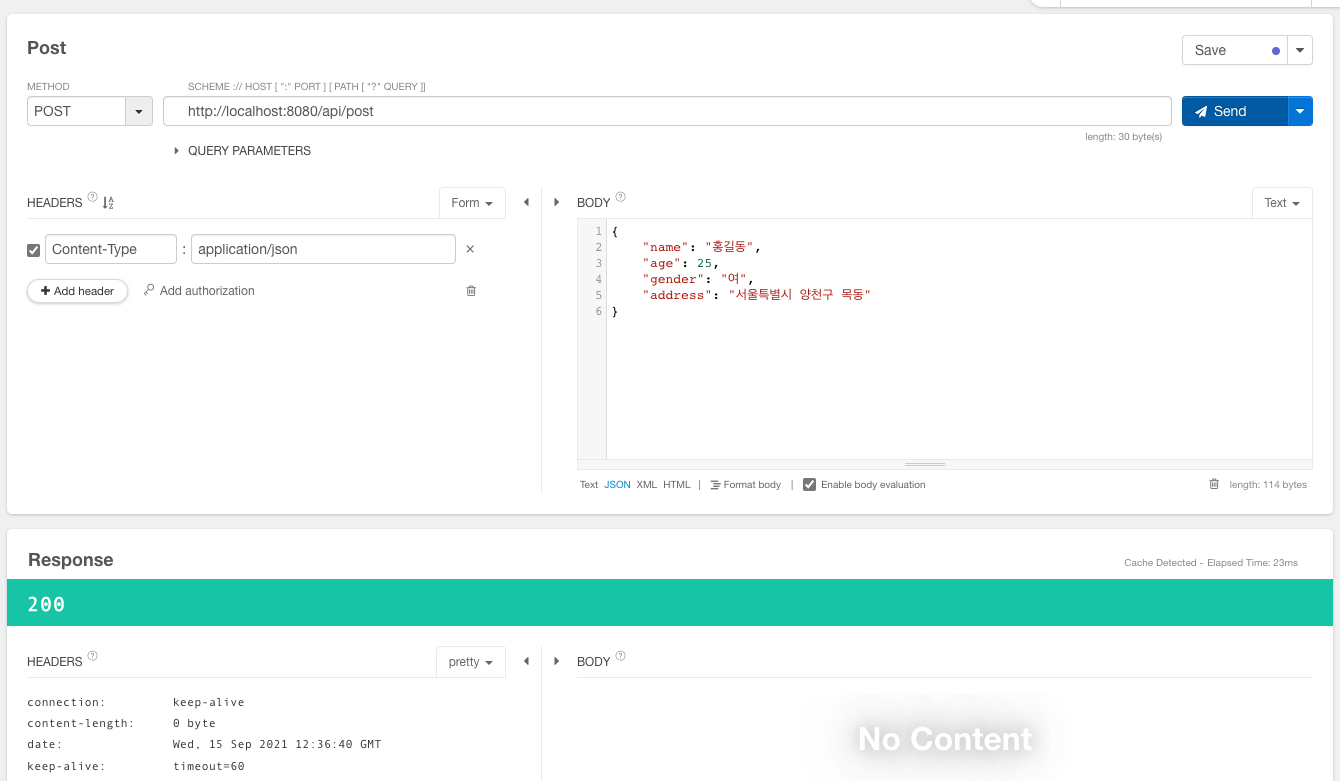 Post
Save
METHOD
SCHEME :// HOST [ ":" PORT ] [ PATH [ "?" QUERY ]]
POST
http://localhost:8080/api/post
Send
length: 30 byte(s)
QUERY PARAMETERS
HEADERS ?
Form
BODY ?
Text
Content-Type : application/json ×
+ Add header
Add authorization
1 {
2 "name": "홍길동",
3 "age": 25,
4 "gender": "여",
5 "address": "서울특별시 양천구 목동"
6 }
Text JSON XML HTML | Format body | Enable body evaluation
length: 114 bytes
Response
Cache Detected - Elapsed Time: 23ms
200
HEADERS ?
pretty
BODY ?
connection: keep-alive
content-length: 0 byte
date: Wed, 15 Sep 2021 12:36:40 GMT
keep-alive: timeout=60
No Content